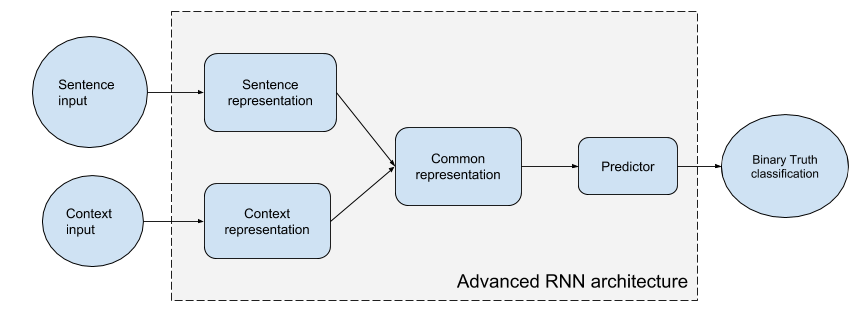 Sentence
input
Sentence
representation
Context
input
Context
representation
Common
representation
Predictor
Binary Truth
classification
Advanced RNN architecture